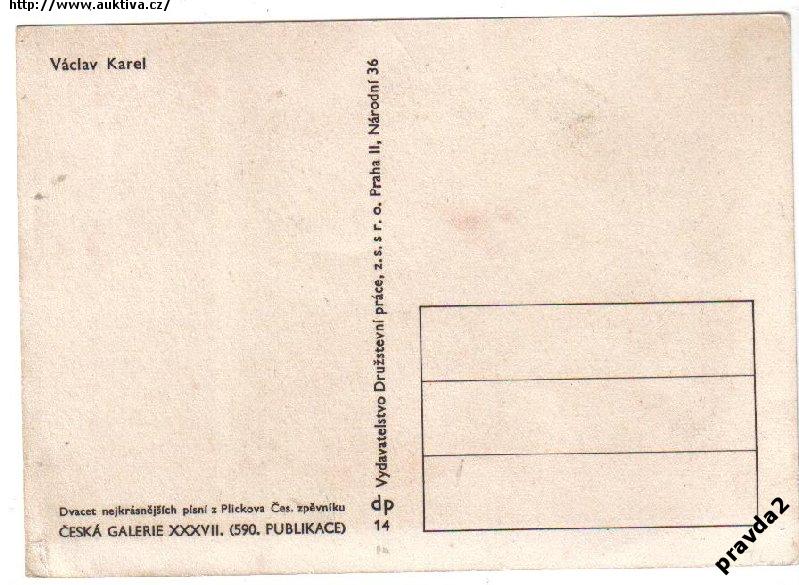 http://www.auktiva.cz/
Václav Karel
Vydavatelstvo Družstevní práce, z. s. s r. o. Praha II, Národní 36
Dvacet nejkrásnějších písní z Plickova Čes. zpěvníku
ČESKÁ GALERIE XXXVII. (590. PUBLIKACE)
dp
14
pravda2